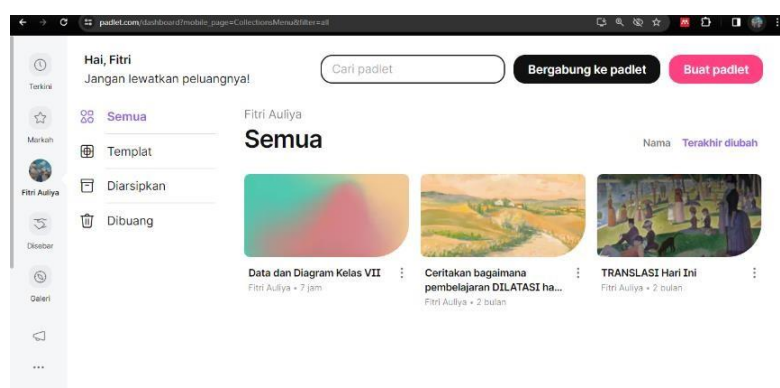 padlet.com/dashboard?mobile_page=CollectionsMenu&filter=all
Terkini
Markah
Fitri Auliya
Disebar
Galeri
Hai, Fitri
Jangan lewatkan peluangnya!
Cari padlet
Bergabung ke padlet
Buat padlet
Semua
Templat
Diarsipkan
Dibuang
Fitri Auliya
Semua
Nama Terakhir diubah
Data dan Diagram Kelas VII
Fitri Auliya • 7 jam
Ceritakan bagaimana
pembelajaran DILATASI ha...
Fitri Auliya • 2 bulan
TRANSLASI Hari Ini
Fitri Auliya • 2 bulan